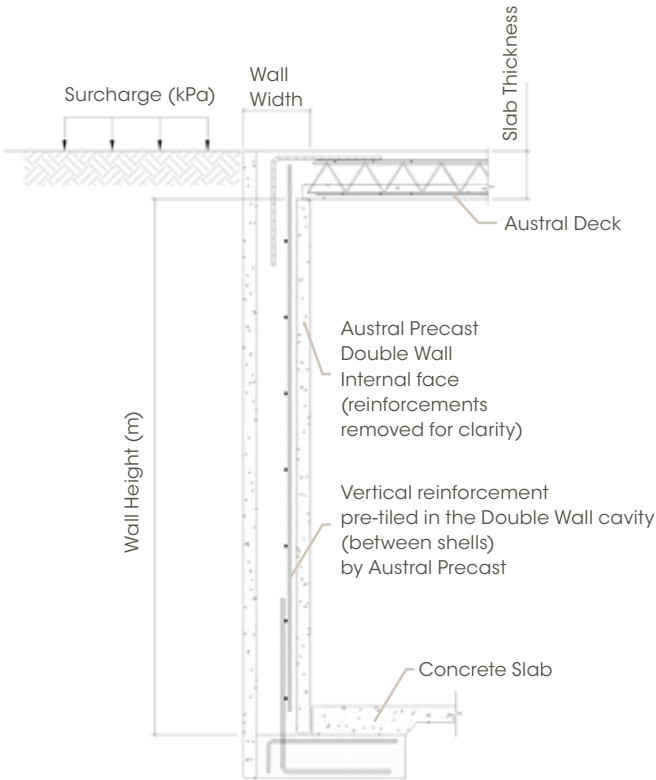 Slab Thickness
Wall
Width
Surcharge (kPa)
Austral Deck
Austral Precast
Double Wall
Internal face
(reinforcements
removed for clarity)
Wall Height (m)
Vertical reinforcement
pre-tiled in the Double Wall cavity
(between shells)
by Austral Precast
Concrete Slab